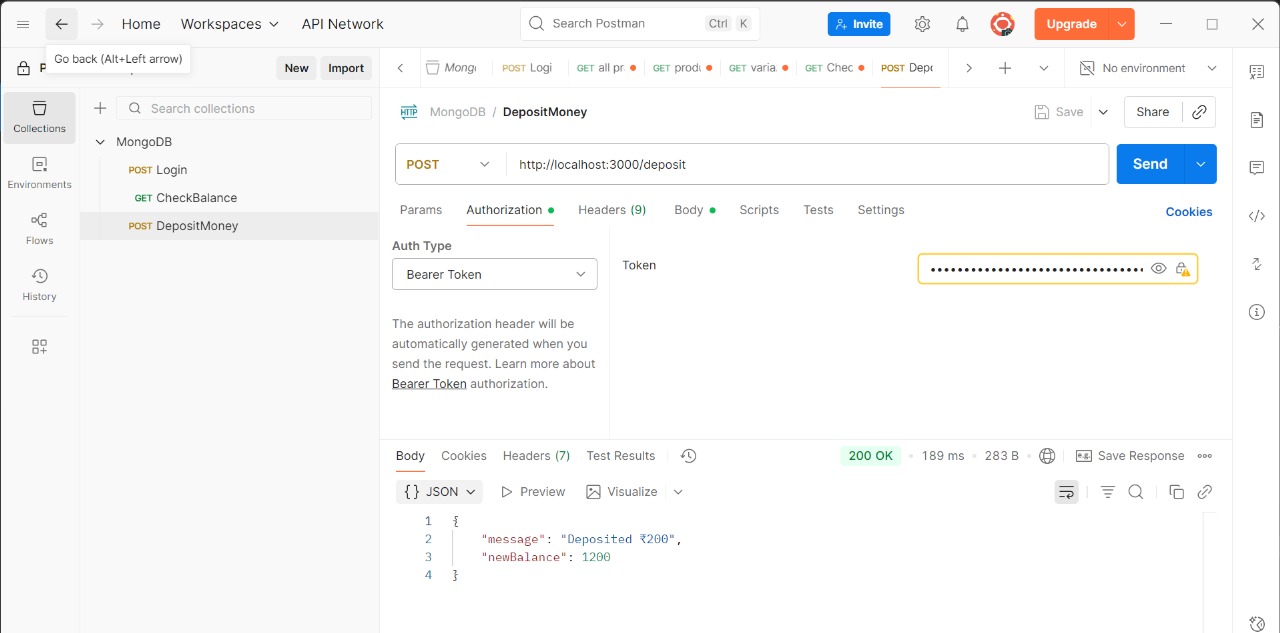 Home Workspaces API Network Search Postman Ctrl K Invite Upgrade
Go back (Alt+Left arrow)
New Import
Mong POST Logi GET all pr GET produ GET varia GET Chec POST Depo No environment
Collections
Search collections
MongoDB
POST Login
GET CheckBalance
POST DepositMoney
Environments
Flows
History
HTTP MongoDB / DepositMoney Save Share
POST http://localhost:3000/deposit Send
Params Authorization Headers (9) Body Scripts Tests Settings Cookies
Auth Type
Bearer Token
Token
The authorization header will be
automatically generated when you
send the request. Learn more about
Bearer Token authorization.
Body Cookies Headers (7) Test Results 200 OK 189 ms 283 B e.g. Save Response
{} JSON Preview Visualize
1 {
2 "message": "Deposited ₹200",
3 "newBalance": 1200
4 }